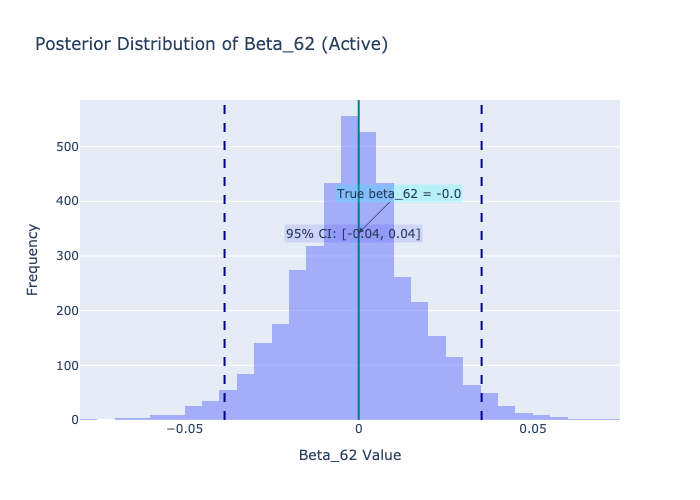 Posterior Distribution of Beta_62 (Active)
500
400
300
200
100
0
Frequency
True beta_62 = -0.0
95% CI: [-0.04, 0.04]
−0.05
0
0.05
Beta_62 Value